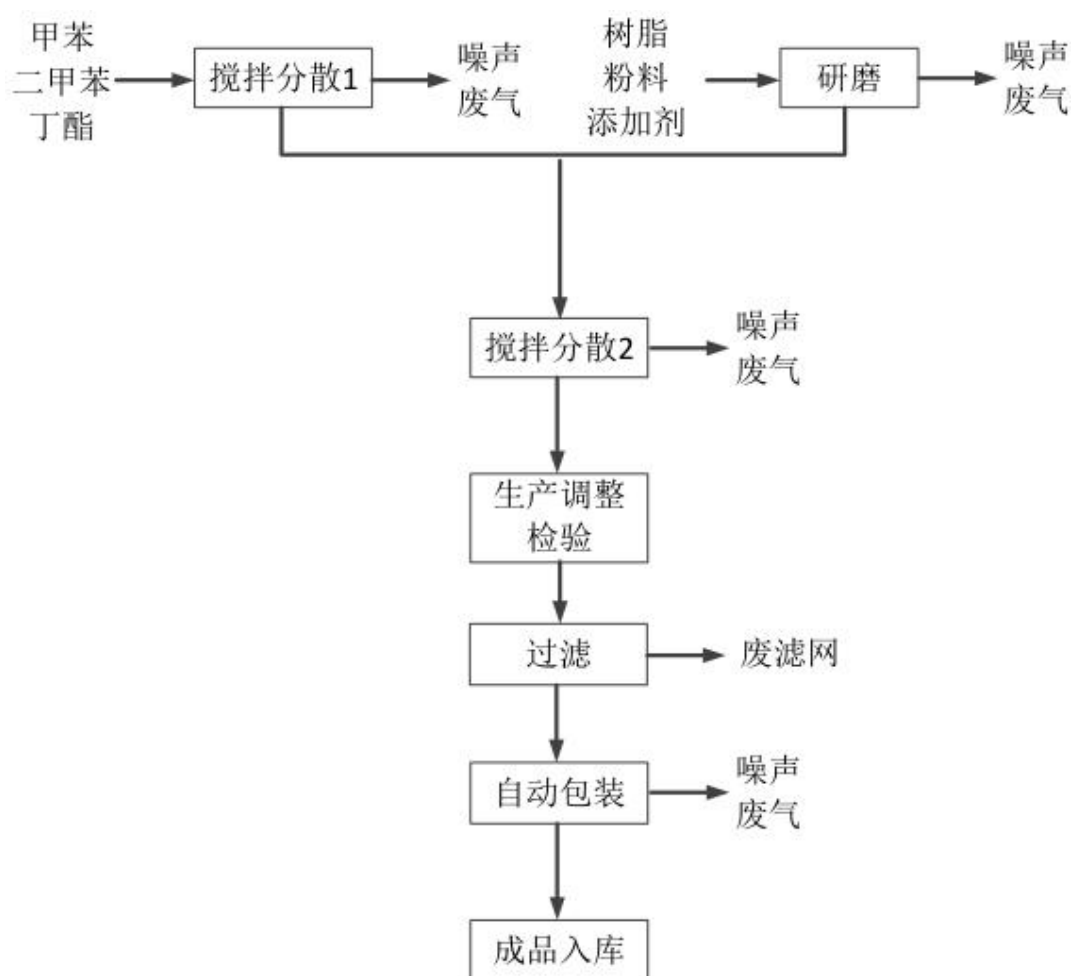 甲苯
二甲苯
丁酯
搅拌分散1
噪声
废气
树脂
粉料
添加剂
研磨
噪声
废气
搅拌分散2
噪声
废气
生产调整
检验
过滤
废滤网
自动包装
噪声
废气
成品入库